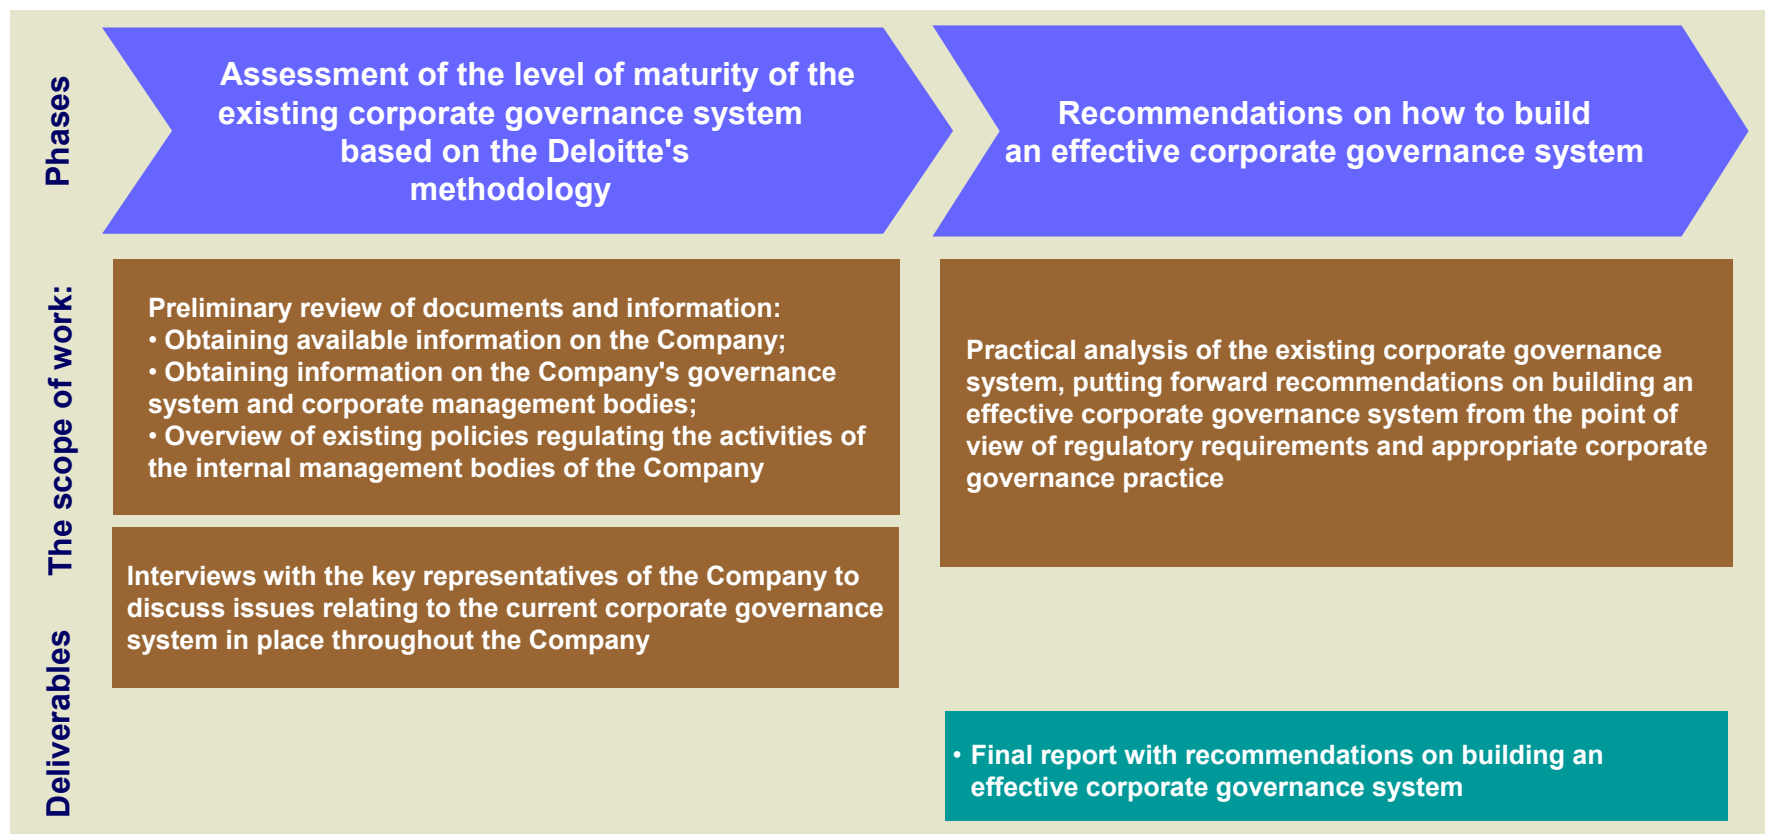 Phases
Assessment of the level of maturity of the
existing corporate governance system
based on the Deloitte's
methodology
Recommendations on how to build
an effective corporate governance system
The scope of work:
Preliminary review of documents and information:
• Obtaining available information on the Company;
• Obtaining information on the Company's governance
system and corporate management bodies;
• Overview of existing policies regulating the activities of
the internal management bodies of the Company
Interviews with the key representatives of the Company to
discuss issues relating to the current corporate governance
system in place throughout the Company
Practical analysis of the existing corporate governance
system, putting forward recommendations on building an
effective corporate governance system from the point of
view of regulatory requirements and appropriate corporate
governance practice
Deliverables
• Final report with recommendations on building an
effective corporate governance system